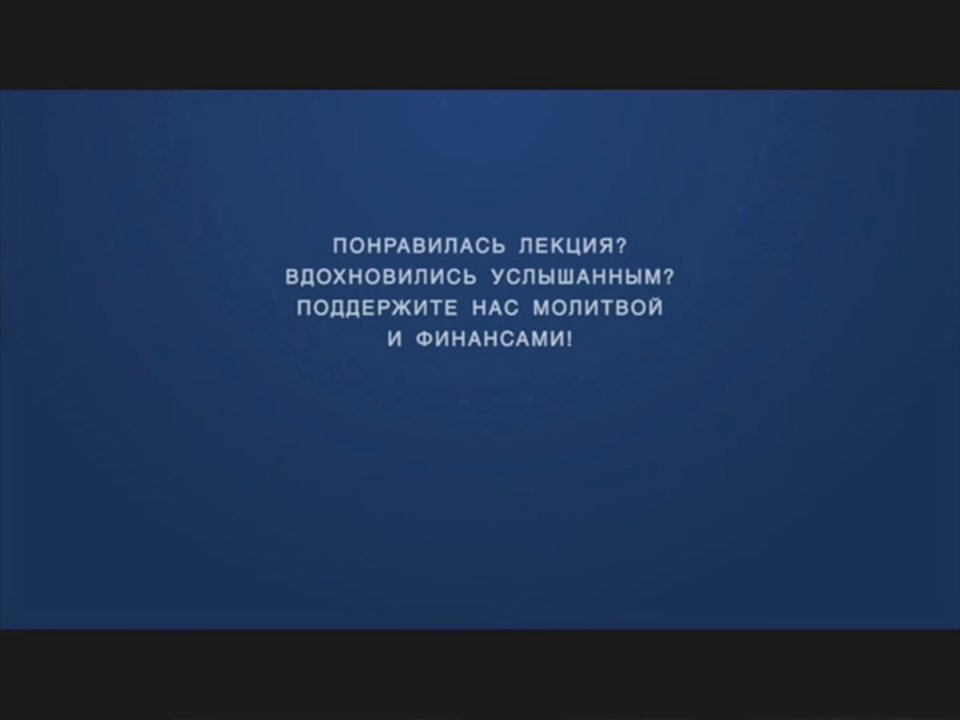 ПОНРАВИЛАСЬ ЛЕКЦИЯ?
ВДОХНОВИЛИСЬ УСЛЫШАННЫМ?
ПОДДЕРЖИТЕ НАС МОЛИТВОЙ
И ФИНАНСАМИ!